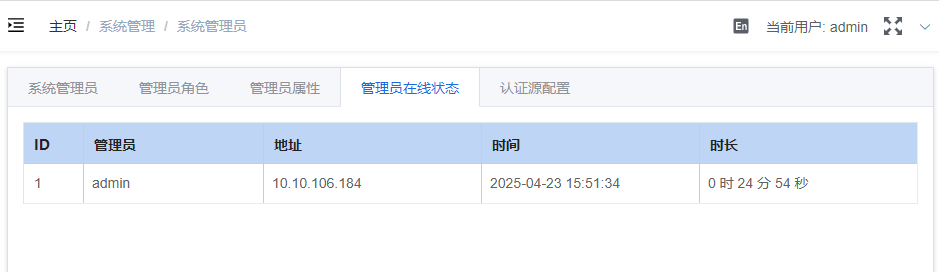 主页 / 系统管理 / 系统管理员 En 当前用户: admin
系统管理员 管理员角色 管理员属性 管理员在线状态 认证源配置
ID 管理员 地址 时间 时长
1 admin 10.10.106.184 2025-04-23 15:51:34 0 时 24 分 54 秒